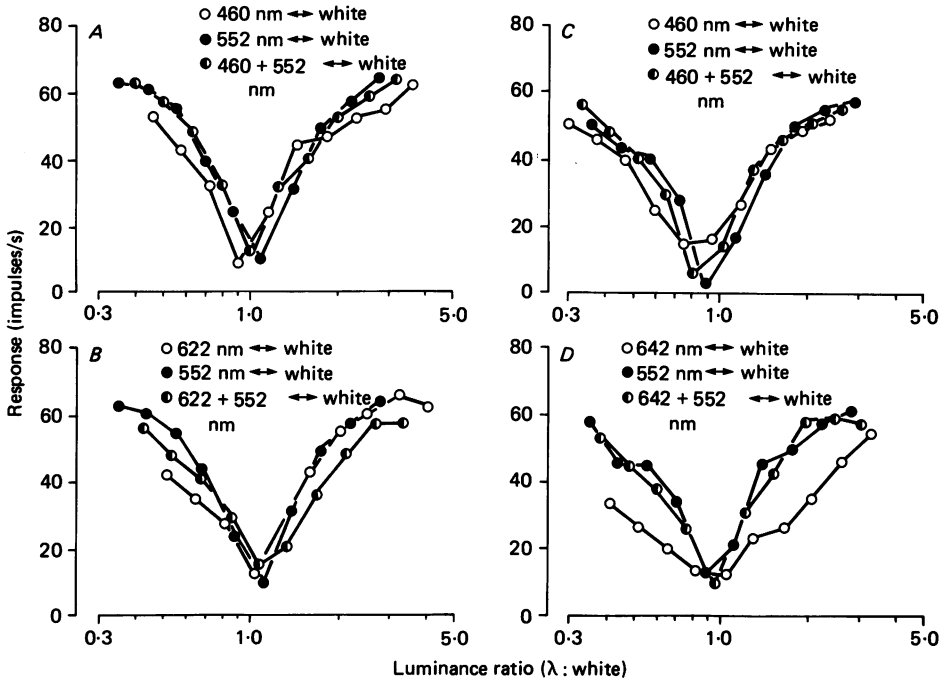 A
460 nm ↔ white
552 nm ↔ white
460 + 552 ↔ white
nm
80
60
40
20
0
0·3
1·0
5·0
C
460 nm ↔ white
552 nm ↔ white
460 + 552 ↔ white
nm
80
60
40
20
0
0·3
1·0
5·0
B
622 nm ↔ white
552 nm ↔ white
622 + 552 ↔ white
nm
80
60
40
20
0
0·3
1·0
5·0
D
642 nm ↔ white
552 nm ↔ white
642 + 552 ↔ white
nm
80
60
40
20
0
0·3
1·0
5·0
Response (impulses/s)
Luminance ratio (λ : white)